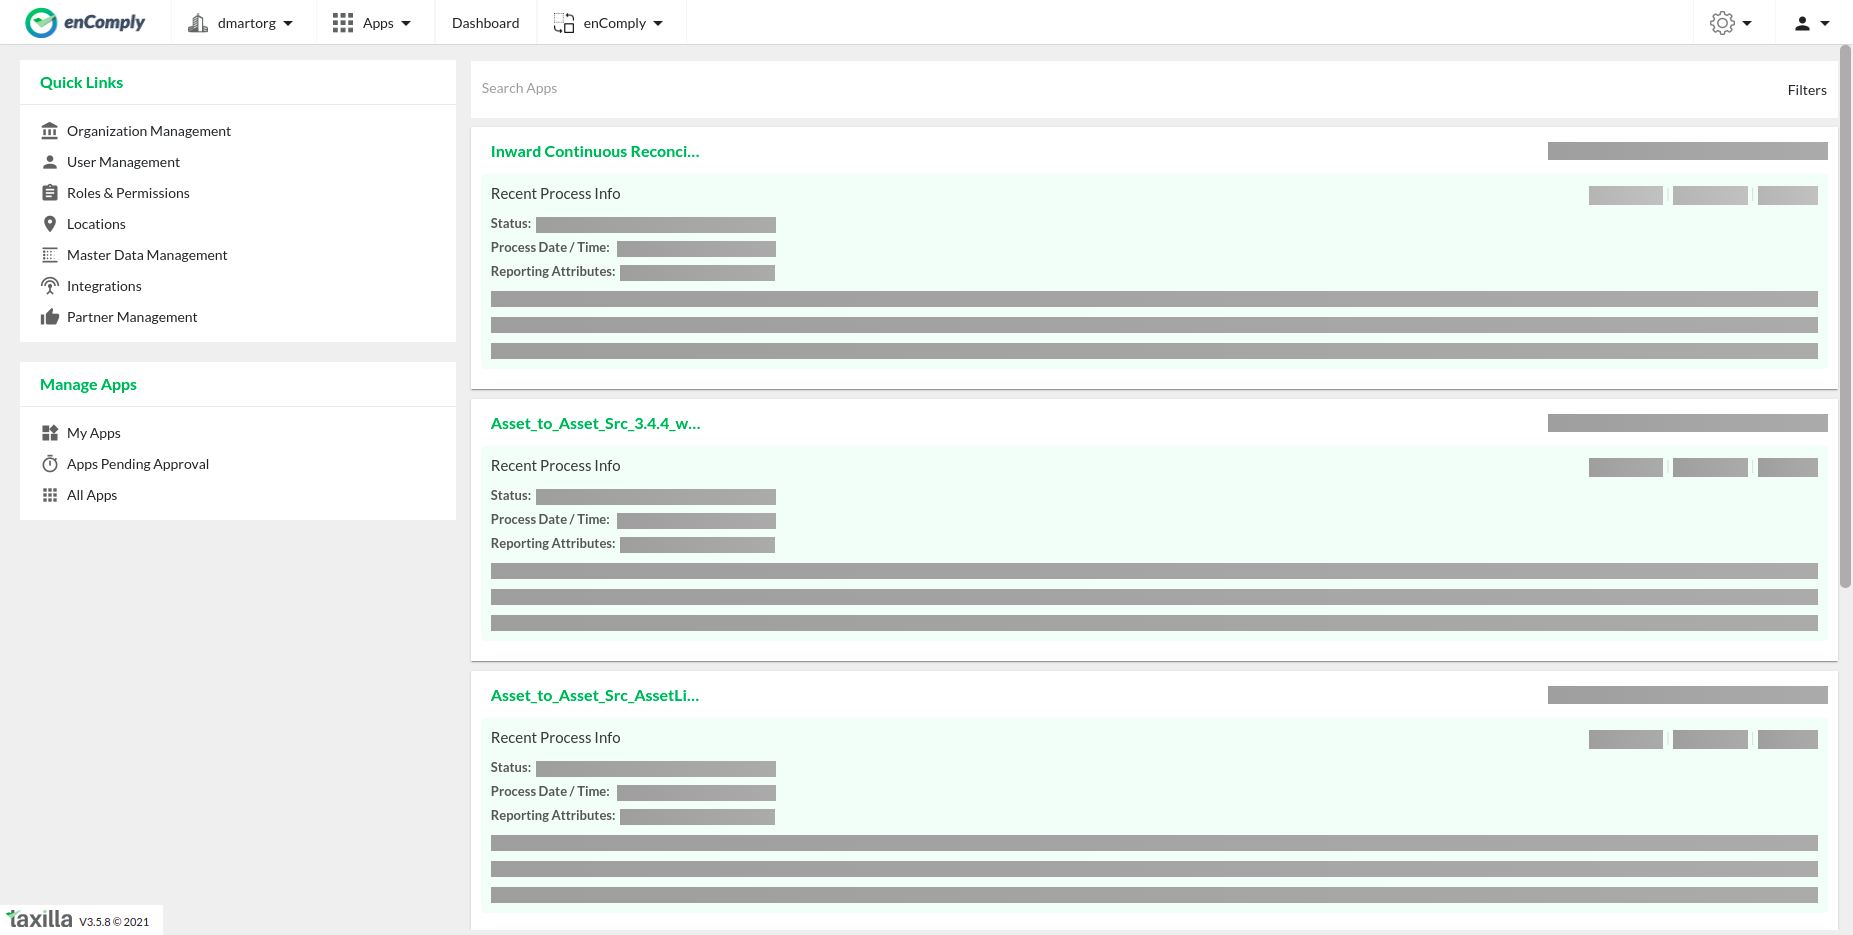 enComply
dmartorg
Apps
Dashboard
enComply
Quick Links
Organization Management
User Management
Roles & Permissions
Locations
Master Data Management
Integrations
Partner Management
Manage Apps
My Apps
Apps Pending Approval
All Apps
Search Apps
Filters
Inward Continuous Reconci...
Recent Process Info
Status:
Process Date / Time:
Reporting Attributes:
Asset_to_Asset_Src_3.4.4_w...
Recent Process Info
Status:
Process Date / Time:
Reporting Attributes:
Asset_to_Asset_Src_AssetLi...
Recent Process Info
Status:
Process Date / Time:
Reporting Attributes:
taxilla V3.5.8 © 2021